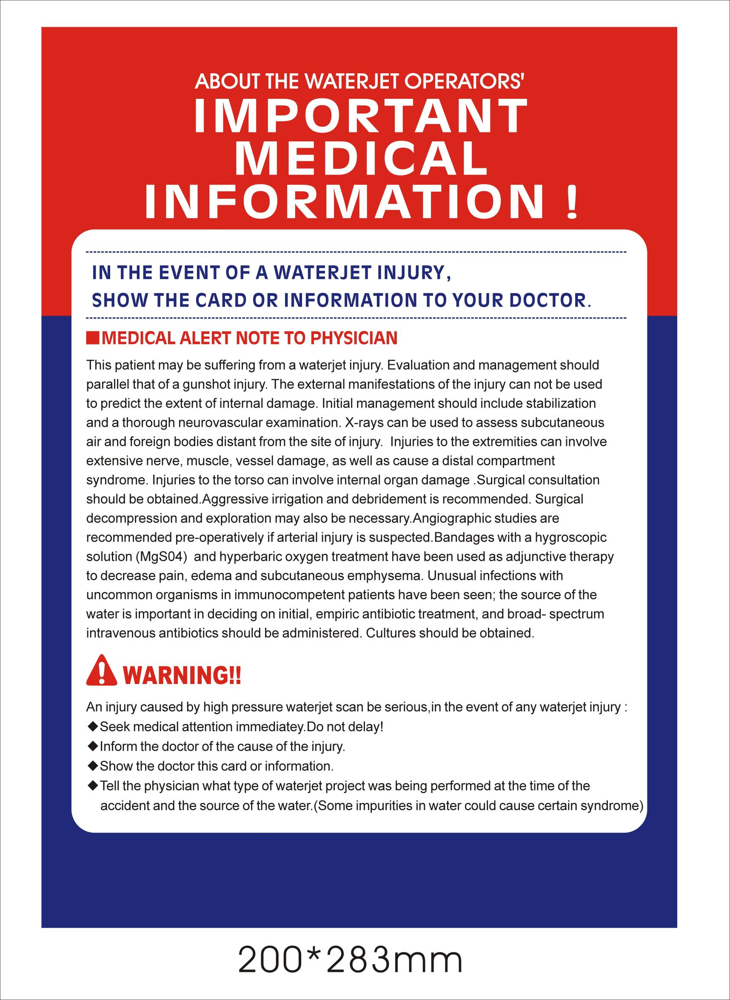 ABOUT THE WATERJET OPERATORS'
IMPORTANT
MEDICAL
INFORMATION !
IN THE EVENT OF A WATERJET INJURY,
SHOW THE CARD OR INFORMATION TO YOUR DOCTOR.
■MEDICAL ALERT NOTE TO PHYSICIAN
This patient may be suffering from a waterjet injury. Evaluation and management should
parallel that of a gunshot injury. The external manifestations of the injury can not be used
to predict the extent of internal damage. Initial management should include stabilization
and a thorough neurovascular examination. X-rays can be used to assess subcutaneous
air and foreign bodies distant from the site of injury.  Injuries to the extremities can involve
extensive nerve, muscle, vessel damage, as well as cause a distal compartment
syndrome. Injuries to the torso can involve internal organ damage .Surgical consultation
should be obtained.Aggressive irrigation and debridement is recommended. Surgical
decompression and exploration may also be necessary.Angiographic studies are
recommended pre-operatively if arterial injury is suspected.Bandages with a hygroscopic
solution (MgS04)  and hyperbaric oxygen treatment have been used as adjunctive therapy
to decrease pain, edema and subcutaneous emphysema. Unusual infections with
uncommon organisms in immunocompetent patients have been seen; the source of the
water is important in deciding on initial, empiric antibiotic treatment, and broad- spectrum
intravenous antibiotics should be administered. Cultures should be obtained.
WARNING!!
An injury caused by high pressure waterjet scan be serious,in the event of any waterjet injury :
◆Seek medical attention immediatey.Do not delay!
◆Inform the doctor of the cause of the injury.
◆Show the doctor this card or information.
◆Tell the physician what type of waterjet project was being performed at the time of the
accident and the source of the water.(Some impurities in water could cause certain syndrome)
200*283mm